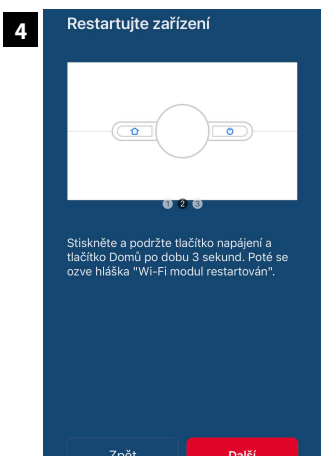 4
Restartujte zařízení
1 2 3
Stiskněte a podržte tlačítko napájení a
tlačítko Domů po dobu 3 sekund. Poté se
ozve hláška "Wi-Fi modul restartován".
Zpět Další